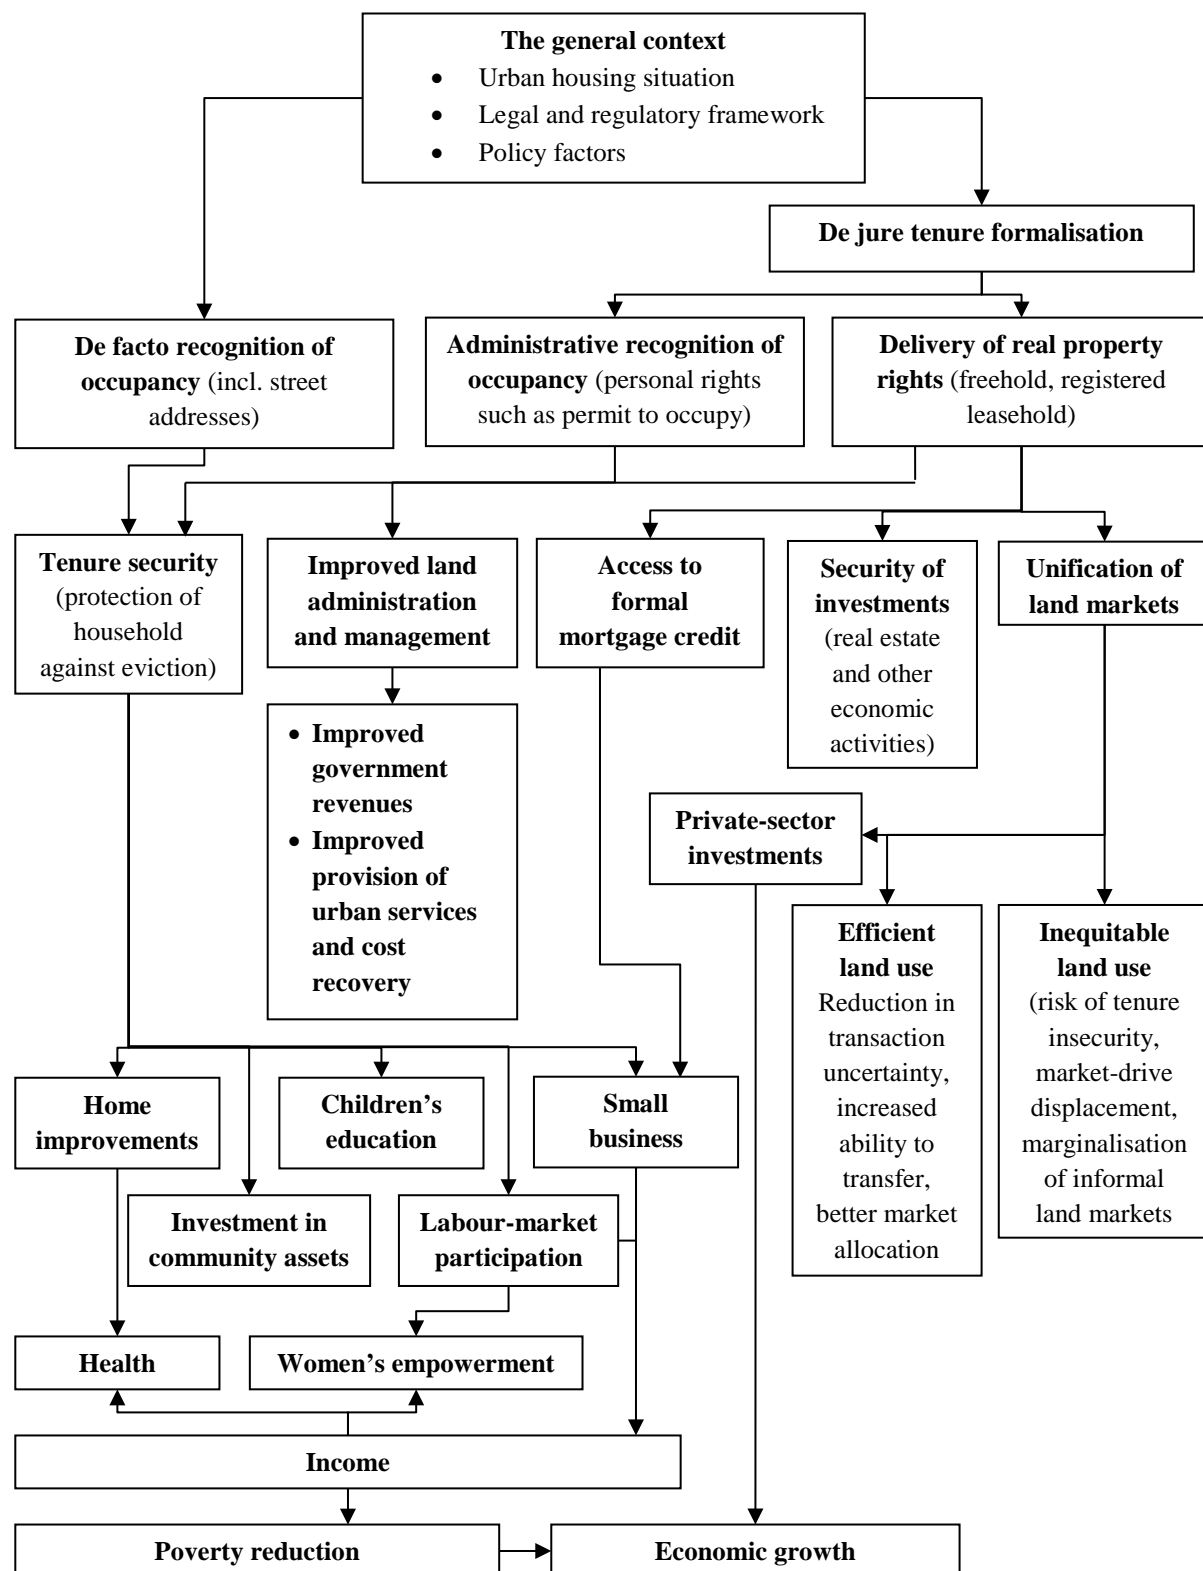 The general context
• Urban housing situation
• Legal and regulatory framework
• Policy factors
De jure tenure formalisation
De facto recognition of
occupancy (incl. street
addresses)
Administrative recognition of
occupancy (personal rights
such as permit to occupy)
Delivery of real property
rights (freehold, registered
leasehold)
Tenure security
(protection of
household
against eviction)
Improved land
administration
and management
Access to
formal
mortgage credit
Security of
investments
(real estate
and other
economic
activities)
Unification of
land markets
• Improved
government
revenues
• Improved
provision of
urban services
and cost
recovery
Private-sector
investments
Efficient
land use
Reduction in
transaction
uncertainty,
increased
ability to
transfer,
better market
allocation
Inequitable
land use
(risk of tenure
insecurity,
market-drive
displacement,
marginalisation
of informal
land markets
Home
improvements
Children's
education
Small
business
Investment in
community assets
Labour-market
participation
Health
Women's empowerment
Income
Poverty reduction
Economic growth